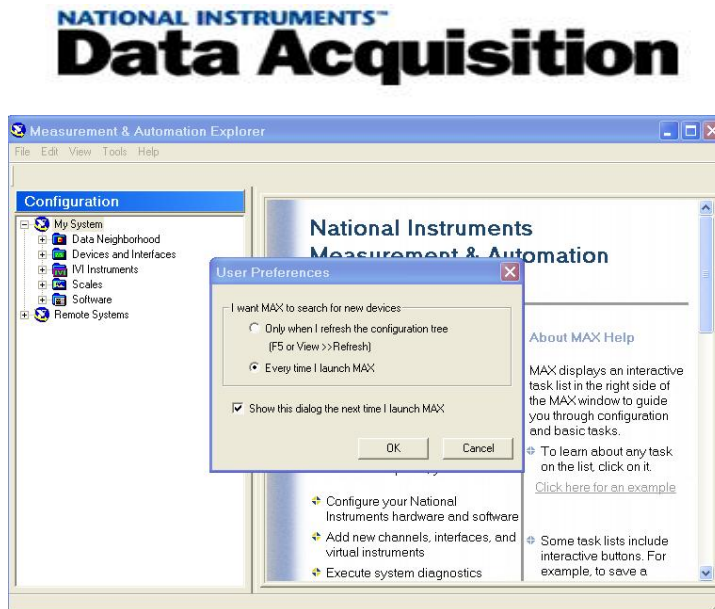 NATIONAL INSTRUMENTS™
Data Acquisition
Measurement & Automation Explorer
File Edit View Tools Help
Configuration
My System
Data Neighborhood
Devices and Interfaces
IVI Instruments
Scales
Software
Remote Systems
National Instruments
Measurement & Automation
User Preferences
I want MAX to search for new devices
Only when I refresh the configuration tree
(F5 or View >>Refresh)
Every time I launch MAX
Show this dialog the next time I launch MAX
OK Cancel
Configure your National
Instruments hardware and software
Add new channels, interfaces, and
virtual instruments
Execute system diagnostics
About MAX Help
MAX displays an interactive
task list in the right side of
the MAX window to guide
you through configuration
and basic tasks.
To learn about any task
on the list, click on it.
Click here for an example
Some task lists include
interactive buttons. For
example, to save a